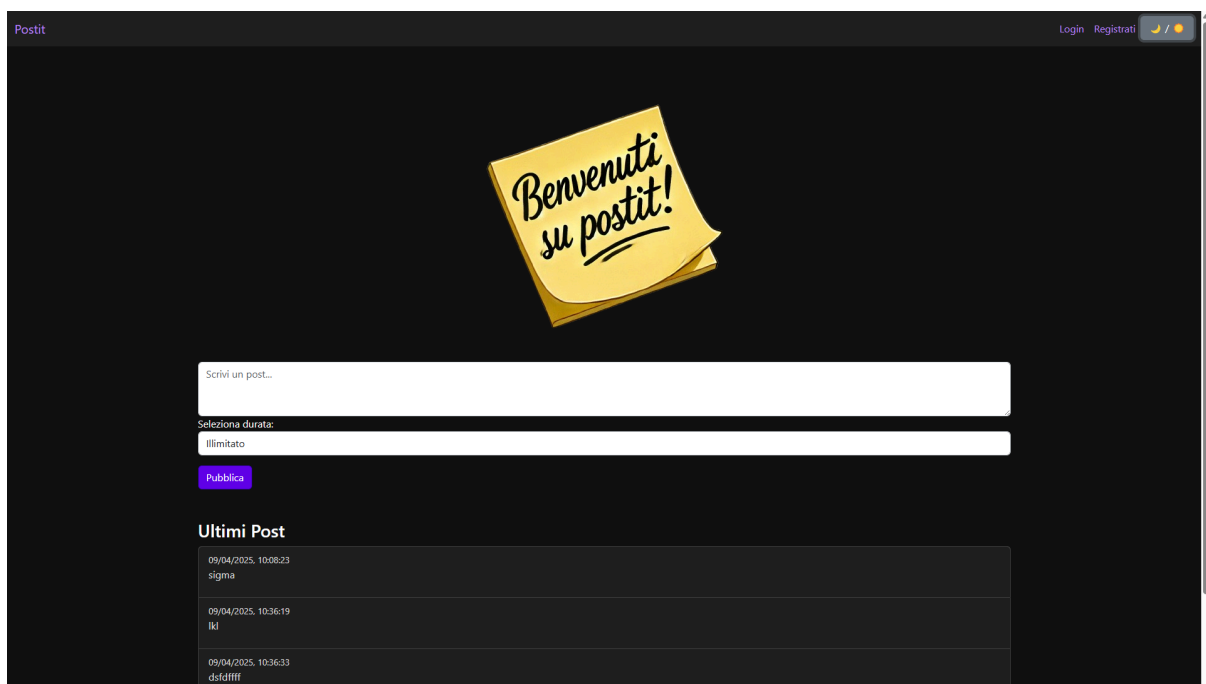 Postit
Login Registrati 🌙 / ☀️
Benvenuti
su postit!
Scrivi un post...
Seleziona durata:
Illimitato
Pubblica
Ultimi Post
09/04/2025, 10:08:23
sigma
09/04/2025, 10:36:19
lkl
09/04/2025, 10:36:33
dsfdffff